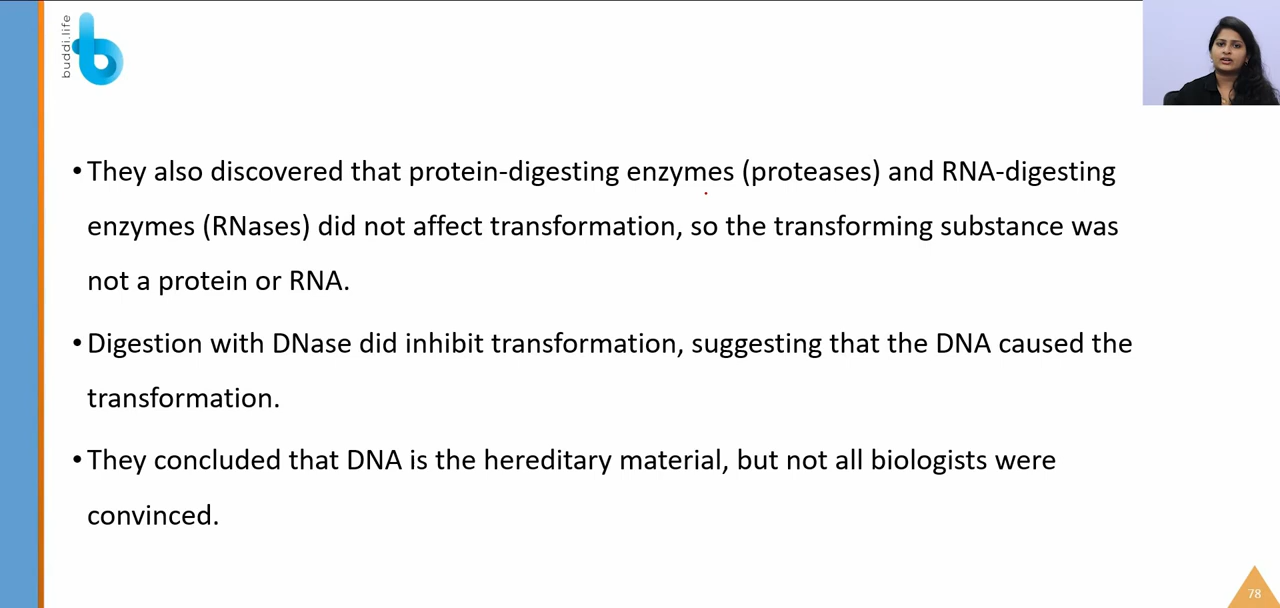 buddi.life
• They also discovered that protein-digesting enzymes (proteases) and RNA-digesting
enzymes (RNases) did not affect transformation, so the transforming substance was
not a protein or RNA.
• Digestion with DNase did inhibit transformation, suggesting that the DNA caused the
transformation.
• They concluded that DNA is the hereditary material, but not all biologists were
convinced.
78